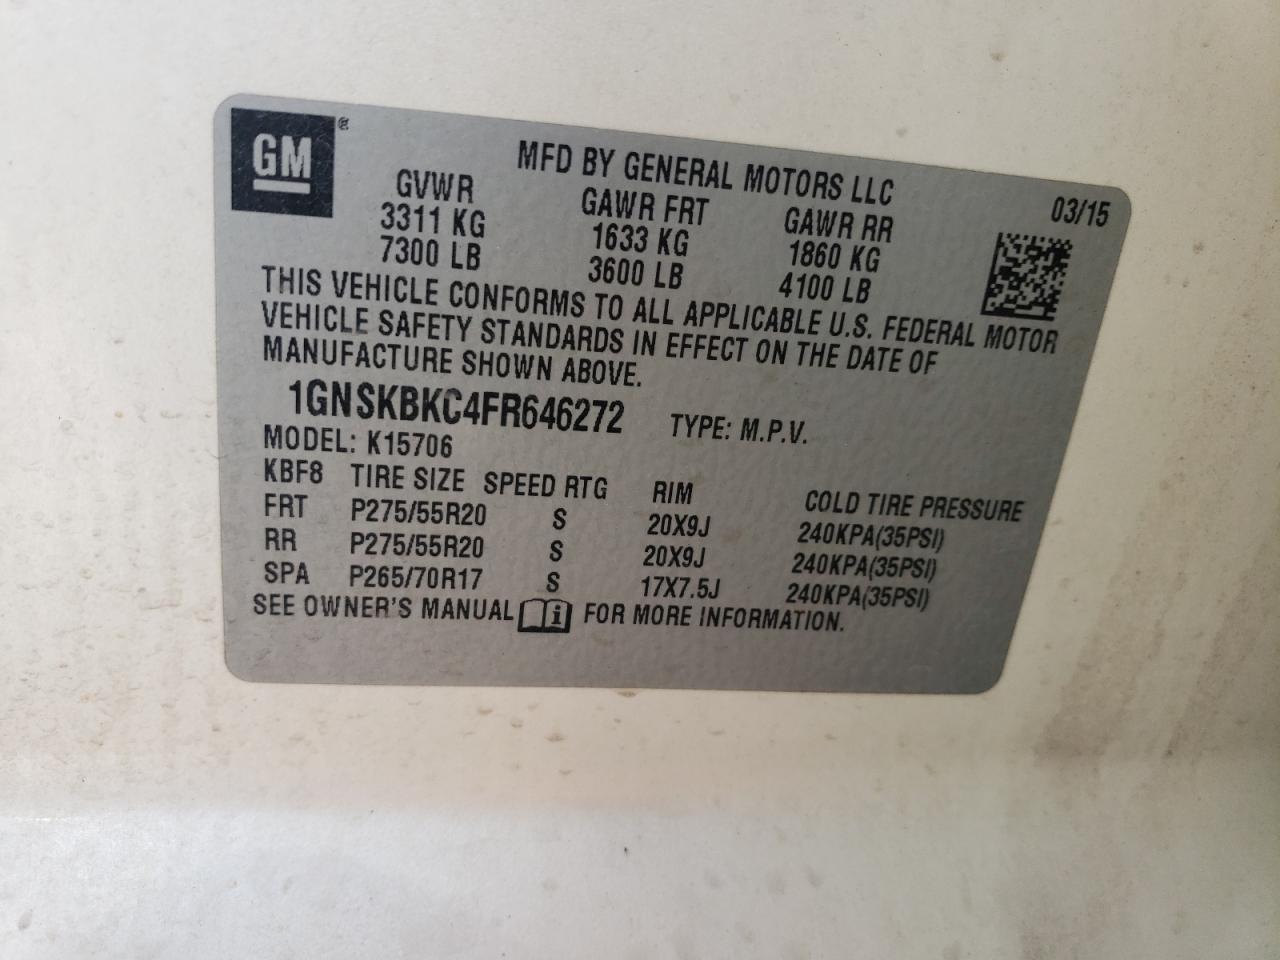 GM ®
MFD BY GENERAL MOTORS LLC
03/15
GVWR GAWR FRT GAWR RR
3311 KG 1633 KG 1860 KG
7300 LB 3600 LB 4100 LB
THIS VEHICLE CONFORMS TO ALL APPLICABLE U.S. FEDERAL MOTOR
VEHICLE SAFETY STANDARDS IN EFFECT ON THE DATE OF
MANUFACTURE SHOWN ABOVE.
1GNSKBKC4FR646272 TYPE: M.P.V.
MODEL: K15706
KBF8 TIRE SIZE SPEED RTG RIM COLD TIRE PRESSURE
FRT P275/55R20 S 20X9J 240KPA(35PSI)
RR P275/55R20 S 20X9J 240KPA(35PSI)
SPA P265/70R17 S 17X7.5J 240KPA(35PSI)
SEE OWNER'S MANUAL i FOR MORE INFORMATION.